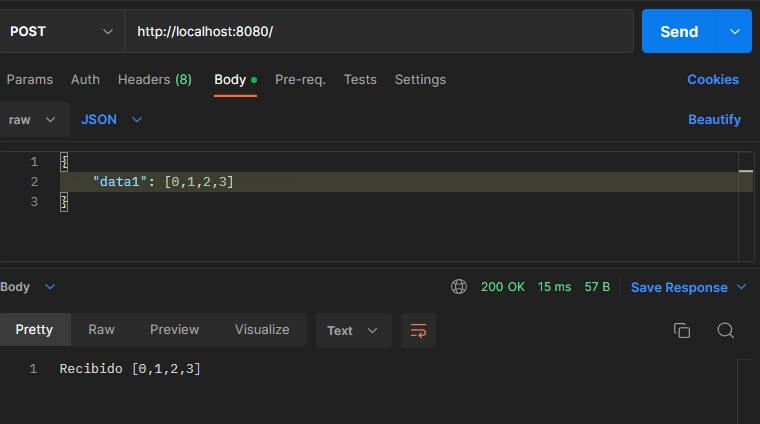 POST http://localhost:8080/ Send
Params Auth Headers (8) Body Pre-req. Tests Settings Cookies
raw JSON Beautify
1 {
2 "data1": [0,1,2,3]
3 }
Body 200 OK 15 ms 57 B Save Response
Pretty Raw Preview Visualize Text
1 Recibido [0,1,2,3]